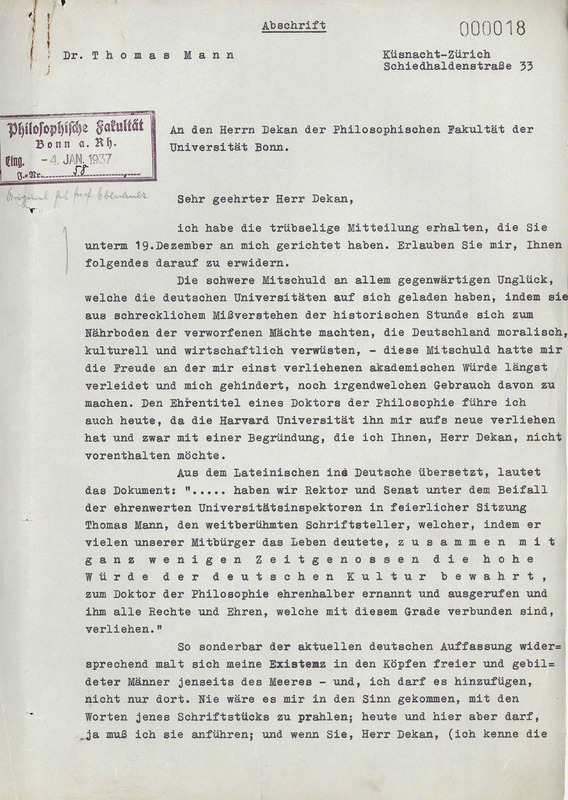 Abschrift
000018
Dr. Thomas Mann
Küsnacht-Zürich
Schiedhaldenstraße 33
Philosophische Fakultät
Bonn a. Rh.
Eing. -4. JAN. 1937
J.-Nr. 58
An den Herrn Dekan der Philosophischen Fakultät der
Universität Bonn.
Original
Sehr geehrter Herr Dekan,
ich habe die trübselige Mitteilung erhalten, die Sie
unterm 19.Dezember an mich gerichtet haben. Erlauben Sie mir, Ihnen
folgendes darauf zu erwidern.
Die schwere Mitschuld an allem gegenwärtigen Unglück,
welche die deutschen Universitäten auf sich geladen haben, indem sie
aus schrecklichem Mißverstehen der historischen Stunde sich zum
Nährboden der verworfenen Mächte machten, die Deutschland moralisch,
kulturell und wirtschaftlich verwüsten, - diese Mitschuld hatte mir
die Freude an der mir einst verliehenen akademischen Würde längst
verleidet und mich gehindert, noch irgendwelchen Gebrauch davon zu
machen. Den Ehrentitel eines Doktors der Philosophie führe ich
auch heute, da die Harvard Universität ihn mir aufs neue verliehen
hat und zwar mit einer Begründung, die ich Ihnen, Herr Dekan, nicht
vorenthalten möchte.
Aus dem Lateinischen ins Deutsche übersetzt, lautet
das Dokument: "..... haben wir Rektor und Senat unter dem Beifall
der ehrenwerten Universitätsinspektoren in feierlicher Sitzung
Thomas Mann, den weitberühmten Schriftsteller, welcher, indem er
vielen unserer Mitbürger das Leben deutete, zusammen mit
ganz wenigen Zeitgenossen die hohe
Würde der deutschen Kultur bewahrt,
zum Doktor der Philosophie ehrenhalber ernannt und ausgerufen und
ihm alle Rechte und Ehren, welche mit diesem Grade verbunden sind,
verliehen."
So sonderbar der aktuellen deutschen Auffassung wider=
sprechend malt sich meine Existenz in den Köpfen freier und gebil=
deter Männer jenseits des Meeres - und, ich darf es hinzufügen,
nicht nur dort. Nie wäre es mir in den Sinn gekommen, mit den
Worten jenes Schriftstücks zu prahlen; heute und hier aber darf,
ja muß ich sie anführen; und wenn Sie, Herr Dekan, (ich kenne die